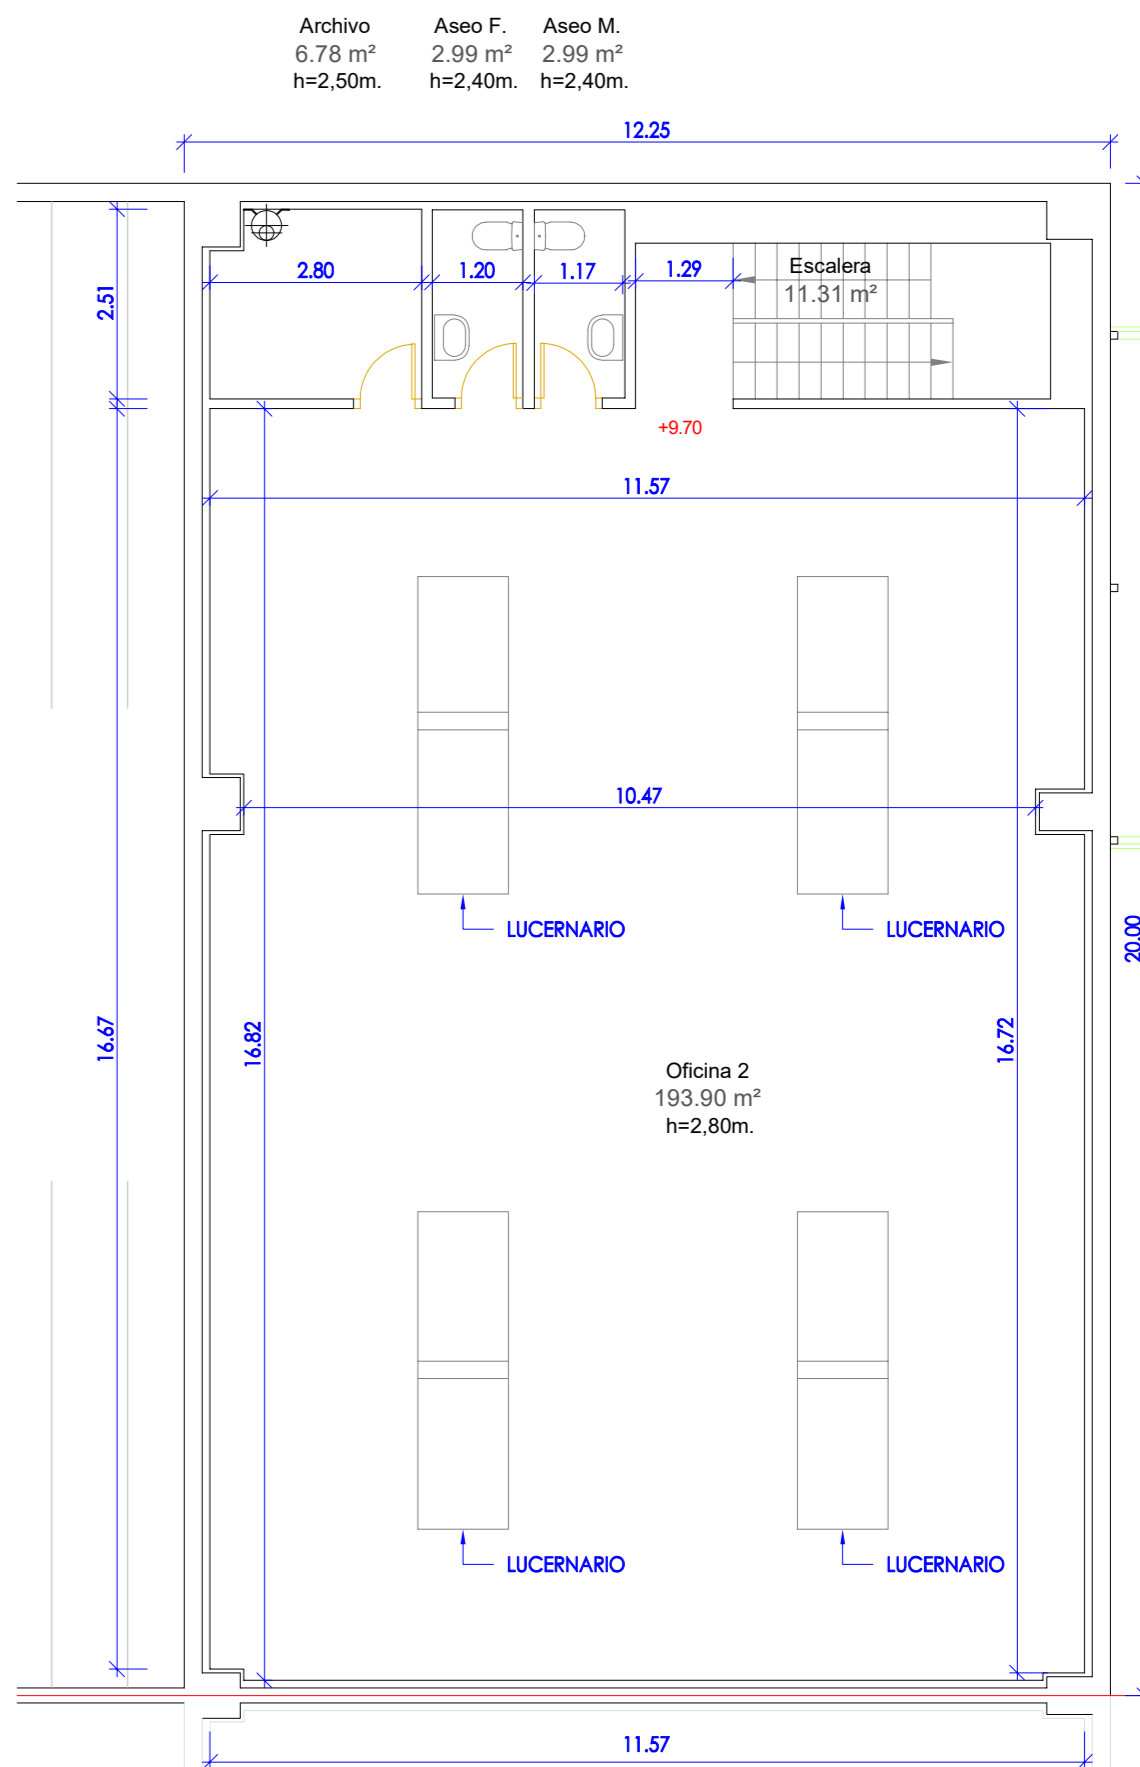 Archivo
6.78 m²
h=2,50m.
Aseo F.
2.99 m²
h=2,40m.
Aseo M.
2.99 m²
h=2,40m.
12.25
2.51
2.80
1.20
1.17
1.29
Escalera
11.31 m²
+9.70
11.57
10.47
LUCERNARIO
LUCERNARIO
20.00
16.67
16.82
16.72
Oficina 2
193.90 m²
h=2,80m.
LUCERNARIO
LUCERNARIO
11.57